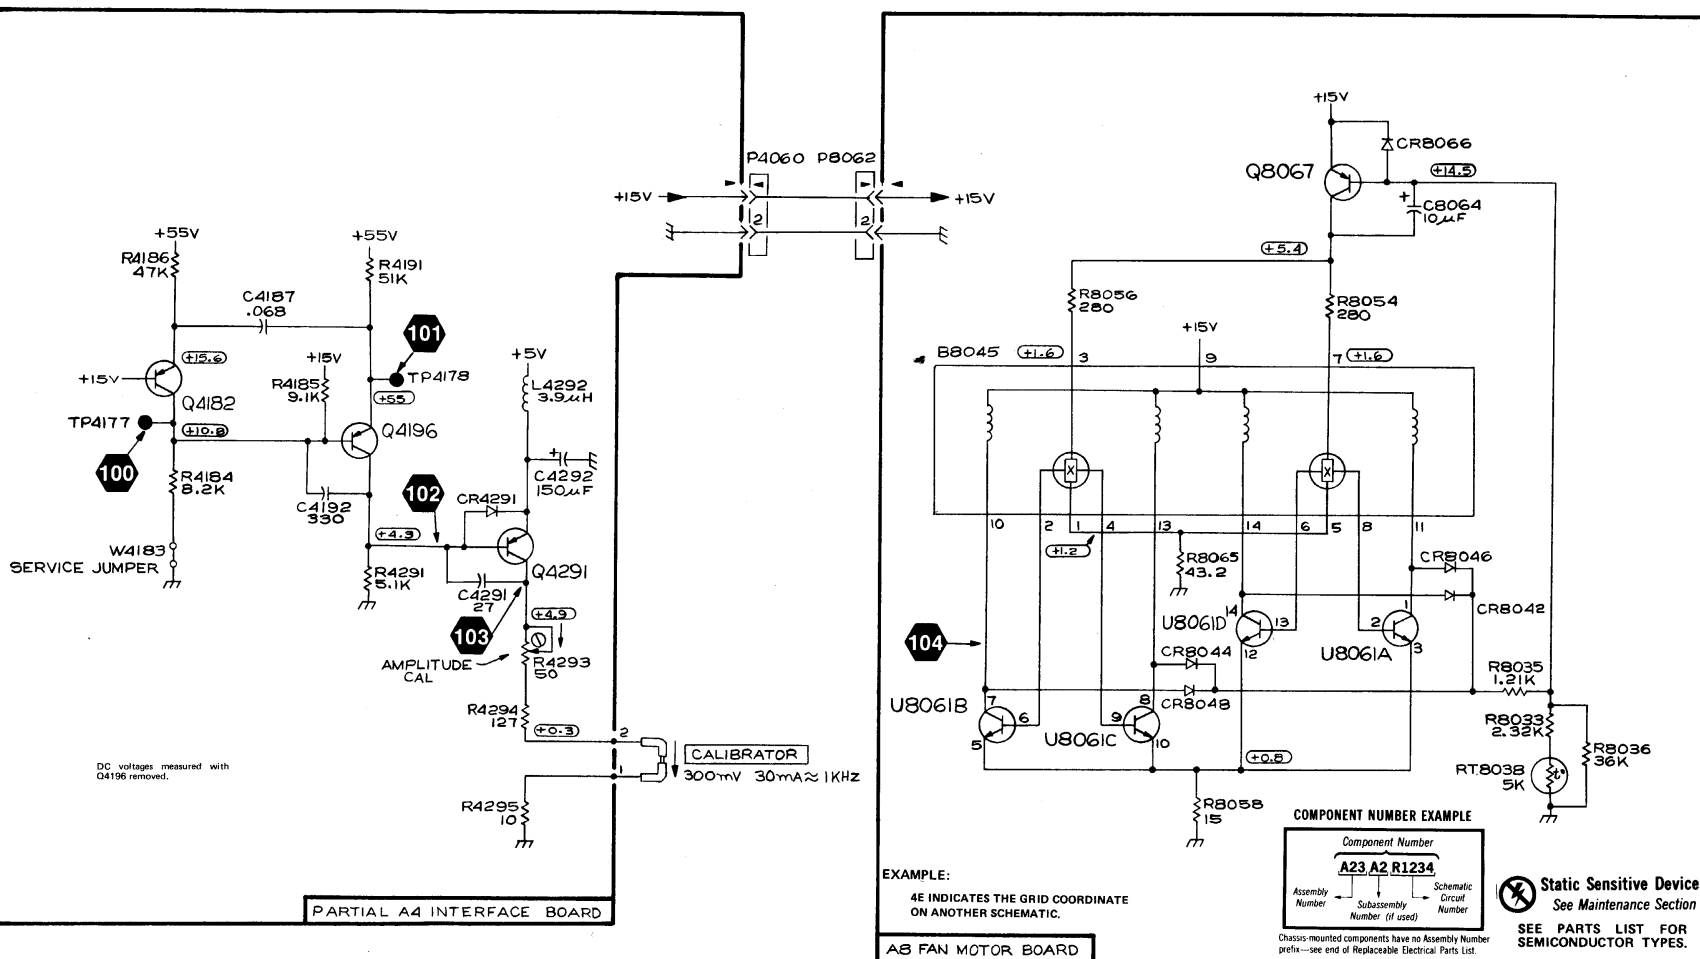 +55V
R4186
47K
C4187
.068
+55V
R4191
51K
101
+15.6
+15V
Q4182
TP4177
+10.8
100
R4184
8.2K
W4183
SERVICE JUMPER
+15V
R4185
9.1K
TP4178
+55
Q4196
C4192
330
102
+4.3
R4291
5.1K
CR4291
+5V
L4292
3.9µH
+
C4292
150µF
Q4291
C4291
27
103
+4.9
AMPLITUDE
CAL
R4293
50
R4294
127
+0.3
2
1
CALIBRATOR
300mV 30mA≈1KHz
R4295
10
DC voltages measured with
Q4196 removed.
PARTIAL A4 INTERFACE BOARD
P4060 P8062
+15V
1
1
+15V
2
2
+15V
CR8066
Q8067
+14.5
+
C8064
10µF
+5.4
R8056
280
R8054
280
+15V
B8045
+1.6
3
9
7
+1.6
X
X
10
2
1
4
13
14
6
5
8
11
+1.2
R8065
43.2
CR8046
CR8042
104
14
U8061D
13
12
1
2
3
U8061A
CR8044
CR8048
U8061B
7
6
5
8
9
10
U8061C
+0.8
R8058
15
R8035
1.21K
R8033
2.32K
R8036
36K
RT8038
5K
t°
COMPONENT NUMBER EXAMPLE
Component Number
A23 A2 R1234
Assembly
Number
Subassembly
Number (if used)
Schematic
Circuit
Number
Chassis-mounted components have no Assembly Number
prefix—see end of Replaceable Electrical Parts List.
EXAMPLE:
4E INDICATES THE GRID COORDINATE
ON ANOTHER SCHEMATIC.
A8 FAN MOTOR BOARD
Static Sensitive Device
See Maintenance Section
SEE PARTS LIST FOR
SEMICONDUCTOR TYPES.